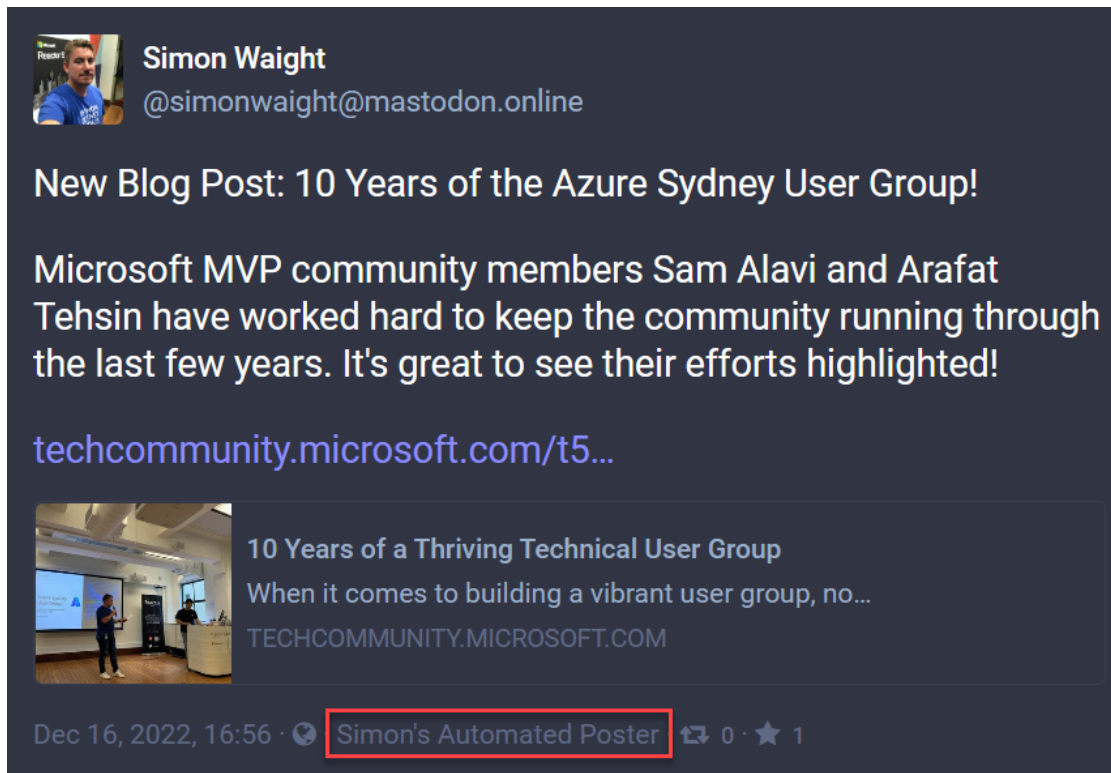 Simon Waight
@simonwaight@mastodon.online
New Blog Post: 10 Years of the Azure Sydney User Group!
Microsoft MVP community members Sam Alavi and Arafat
Tehsin have worked hard to keep the community running through
the last few years. It's great to see their efforts highlighted!
techcommunity.microsoft.com/t5...
10 Years of a Thriving Technical User Group
When it comes to building a vibrant user group, no...
TECHCOMMUNITY.MICROSOFT.COM
Dec 16, 2022, 16:56 · Simon's Automated Poster · 0 · 1